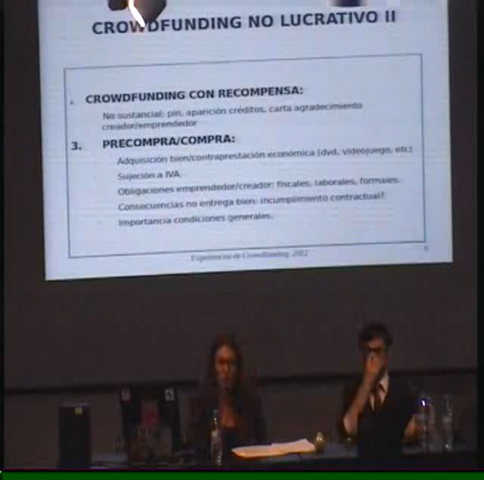 CROWDFUNDING NO LUCRATIVO II
CROWDFUNDING CON RECOMPENSA:
No sustancial: pin, aparición créditos, carta agradecimiento
creador/emprendedor
3. PRECOMPRA/COMPRA:
Adquisición bien/contraprestación económica (dvd, videojuego, etc)
Sujeción a IVA.
Obligaciones emprendedor/creador: fiscales, laborales, formales.
Consecuencias no entrega bien: incumplimiento contractual?
Importancia condiciones generales.
Experiencias de Crowdfunding, 2012